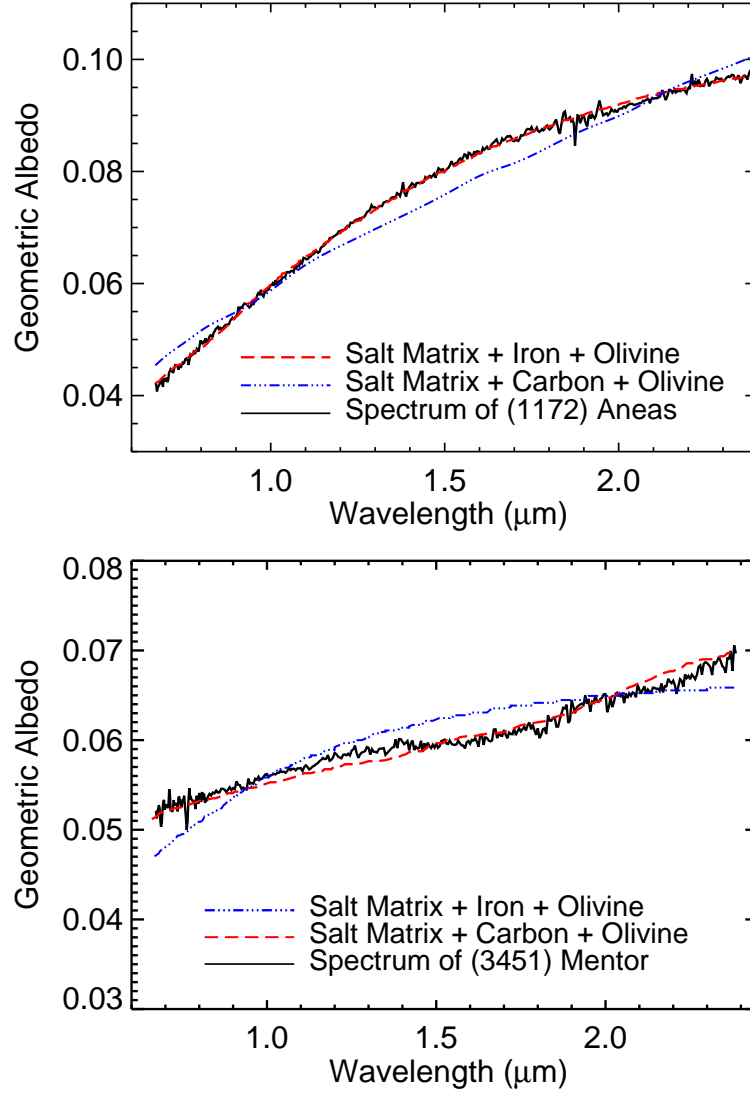 0.10
0.08
0.06
0.04
Geometric Albedo
Salt Matrix + Iron + Olivine
Salt Matrix + Carbon + Olivine
Spectrum of (1172) Aneas
1.0 1.5 2.0
Wavelength (μm)
0.08
0.07
0.06
0.05
0.04
0.03
Geometric Albedo
Salt Matrix + Iron + Olivine
Salt Matrix + Carbon + Olivine
Spectrum of (3451) Mentor
1.0 1.5 2.0
Wavelength (μm)